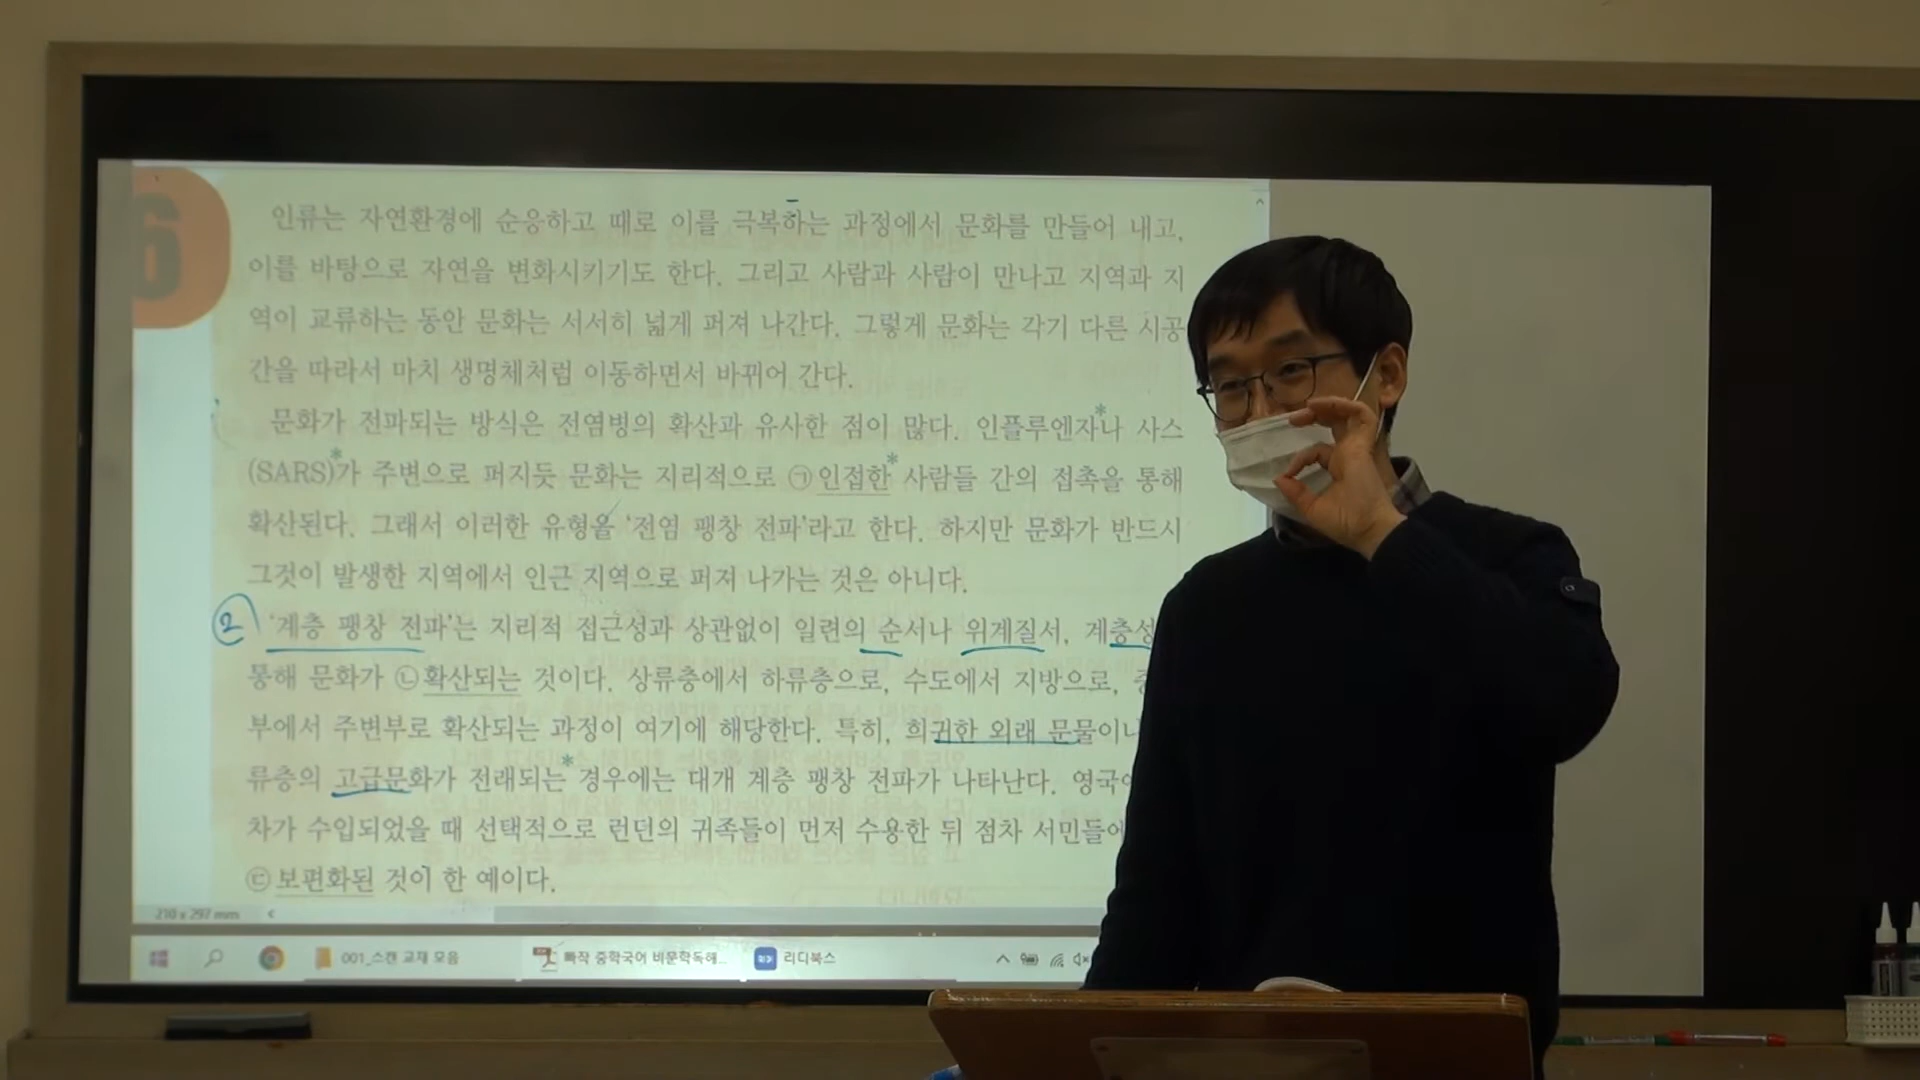 6
인류는 자연환경에 순응하고 때로 이를 극복하는 과정에서 문화를 만들어 내고,
이를 바탕으로 자연을 변화시키기도 한다. 그리고 사람과 사람이 만나고 지역과 지
역이 교류하는 동안 문화는 서서히 넓게 퍼져 나간다. 그렇게 문화는 각기 다른 시공
간을 따라서 마치 생명체처럼 이동하면서 바뀌어 간다.
문화가 전파되는 방식은 전염병의 확산과 유사한 점이 많다. 인플루엔자*나 사스
(SARS)*가 주변으로 퍼지듯 문화는 지리적으로 ㉠인접한* 사람들 간의 접촉을 통해
확산된다. 그래서 이러한 유형을 '전염 팽창 전파'라고 한다. 하지만 문화가 반드시
그것이 발생한 지역에서 인근 지역으로 퍼져 나가는 것은 아니다.
② '계층 팽창 전파'는 지리적 접근성과 상관없이 일련의 순서나 위계질서, 계층성
통해 문화가 ㉡확산되는 것이다. 상류층에서 하류층으로, 수도에서 지방으로,
부에서 주변부로 확산되는 과정이 여기에 해당한다. 특히, 희귀한 외래 문물이나
류층의 고급문화가 전래되는* 경우에는 대개 계층 팽창 전파가 나타난다. 영국에
차가 수입되었을 때 선택적으로 런던의 귀족들이 먼저 수용한 뒤 점차 서민들에
㉢보편화된 것이 한 예이다.
210 x 297 mm
001_스캔 교재 모음 빠작 중학국어 비문학독해.. 리디북스